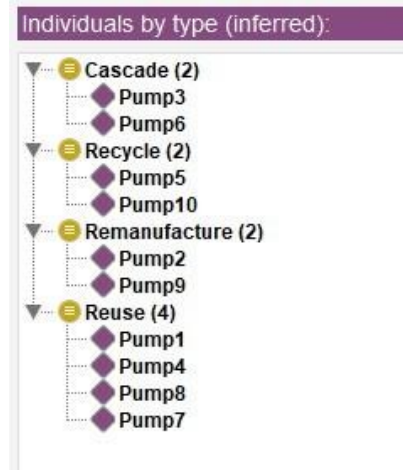 Individuals by type (inferred):
Cascade (2)
Pump3
Pump6
Recycle (2)
Pump5
Pump10
Remanufacture (2)
Pump2
Pump9
Reuse (4)
Pump1
Pump4
Pump8
Pump7